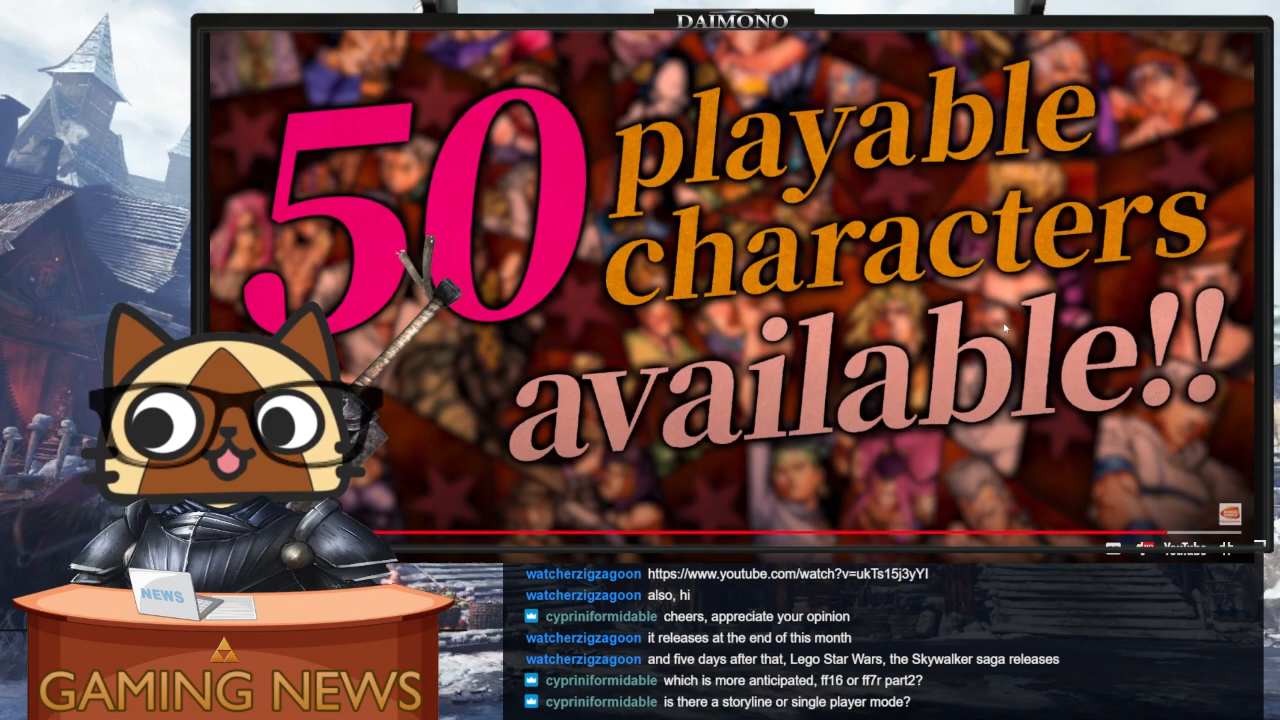 DAIMONO
50 playable
characters
available!!
YouTube
watcherzigzagoon https://www.youtube.com/watch?v=ukTs15j3yYI
watcherzigzagoon also, hi
cypriniformidable cheers, appreciate your opinion
watcherzigzagoon it releases at the end of this month
watcherzigzagoon and five days after that, Lego Star Wars, the Skywalker saga releases
cypriniformidable which is more anticipated, ff16 or ff7r part2?
cypriniformidable is there a storyline or single player mode?
NEWS
GAMING NEWS